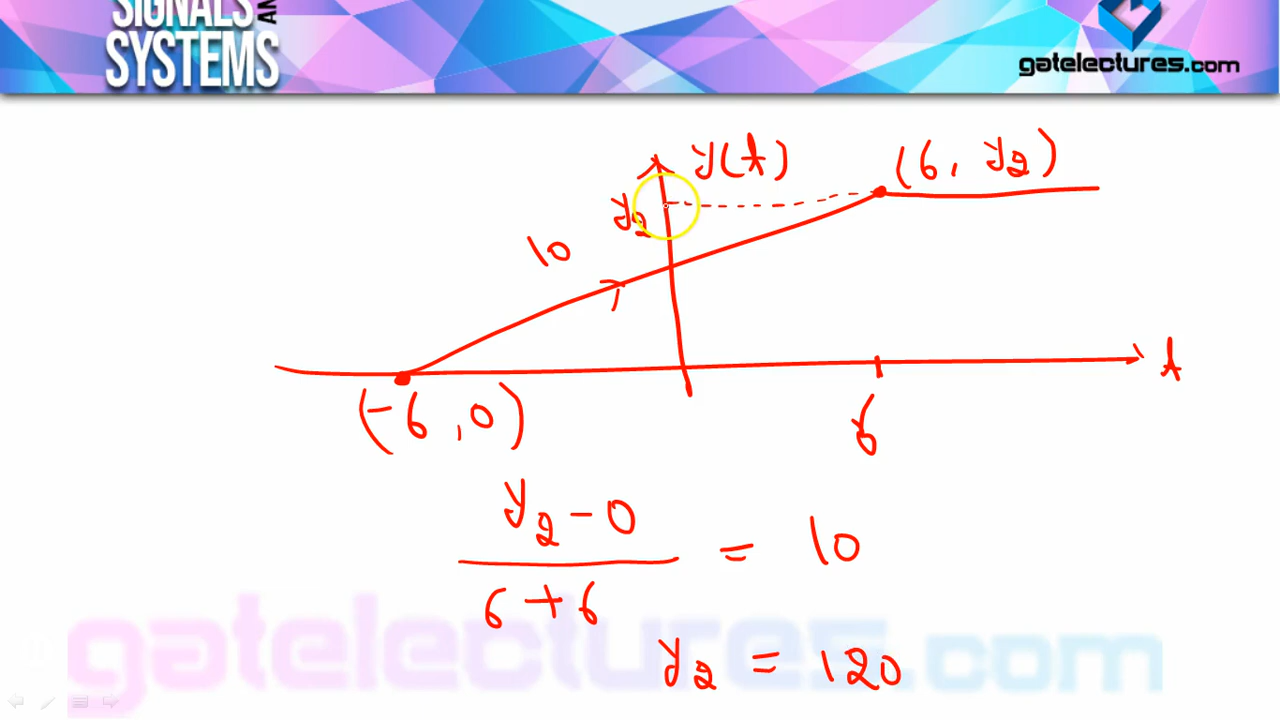 SIGNALS AND
SYSTEMS
gatelectures.com
y(t)
(6, y2)
y2
10
t
(-6, 0)
6
y2 - 0
6 + 6
= 10
y2 = 120
gatelectures.com